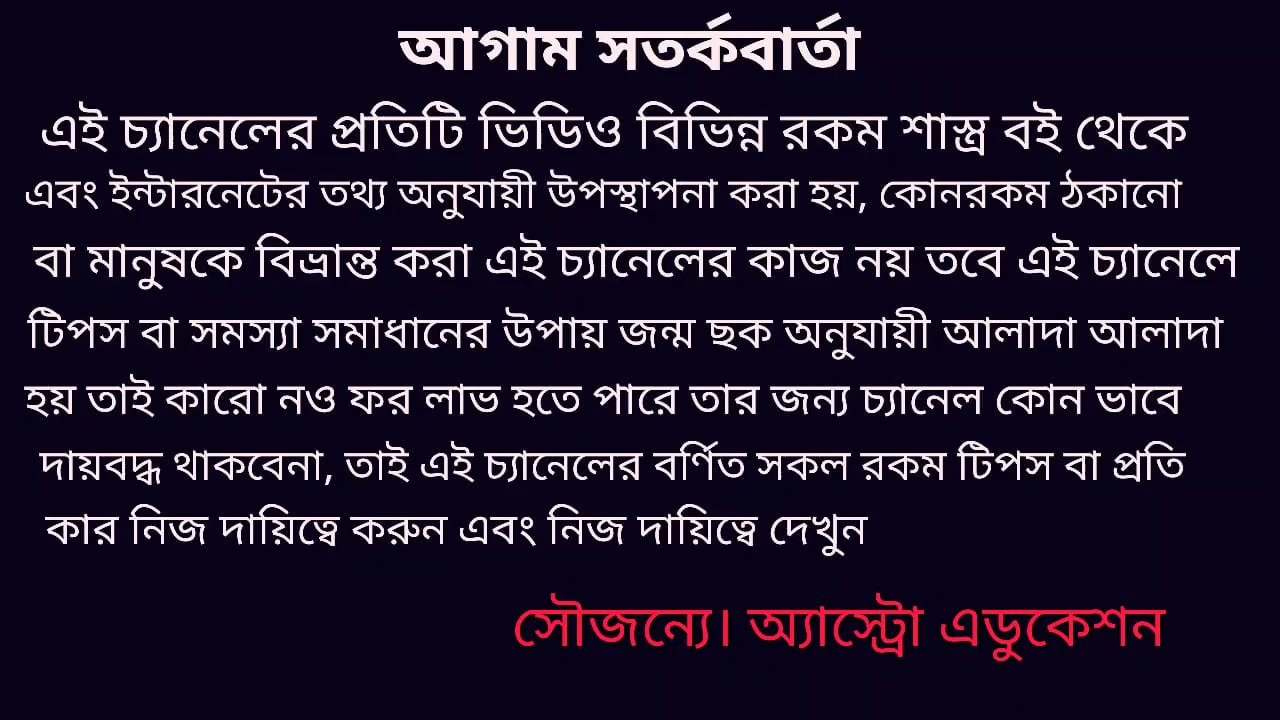 আগাম সতর্কবার্তা
এই চ্যানেলের প্রতিটি ভিডিও বিভিন্ন রকম শাস্ত্র বই থেকে
এবং ইন্টারনেটের তথ্য অনুযায়ী উপস্থাপনা করা হয়, কোনরকম ঠকানো
বা মানুষকে বিভ্রান্ত করা এই চ্যানেলের কাজ নয় তবে এই চ্যানেলে
টিপস বা সমস্যা সমাধানের উপায় জন্ম ছক অনুযায়ী আলাদা আলাদা
হয় তাই কারো নও ফর লাভ হতে পারে তার জন্য চ্যানেল কোন ভাবে
দায়বদ্ধ থাকবেনা, তাই এই চ্যানেলের বর্ণিত সকল রকম টিপস বা প্রতি
কার নিজ দায়িত্বে করুন এবং নিজ দায়িত্বে দেখুন
সৌজন্যে। অ্যাস্ট্রো এডুকেশন